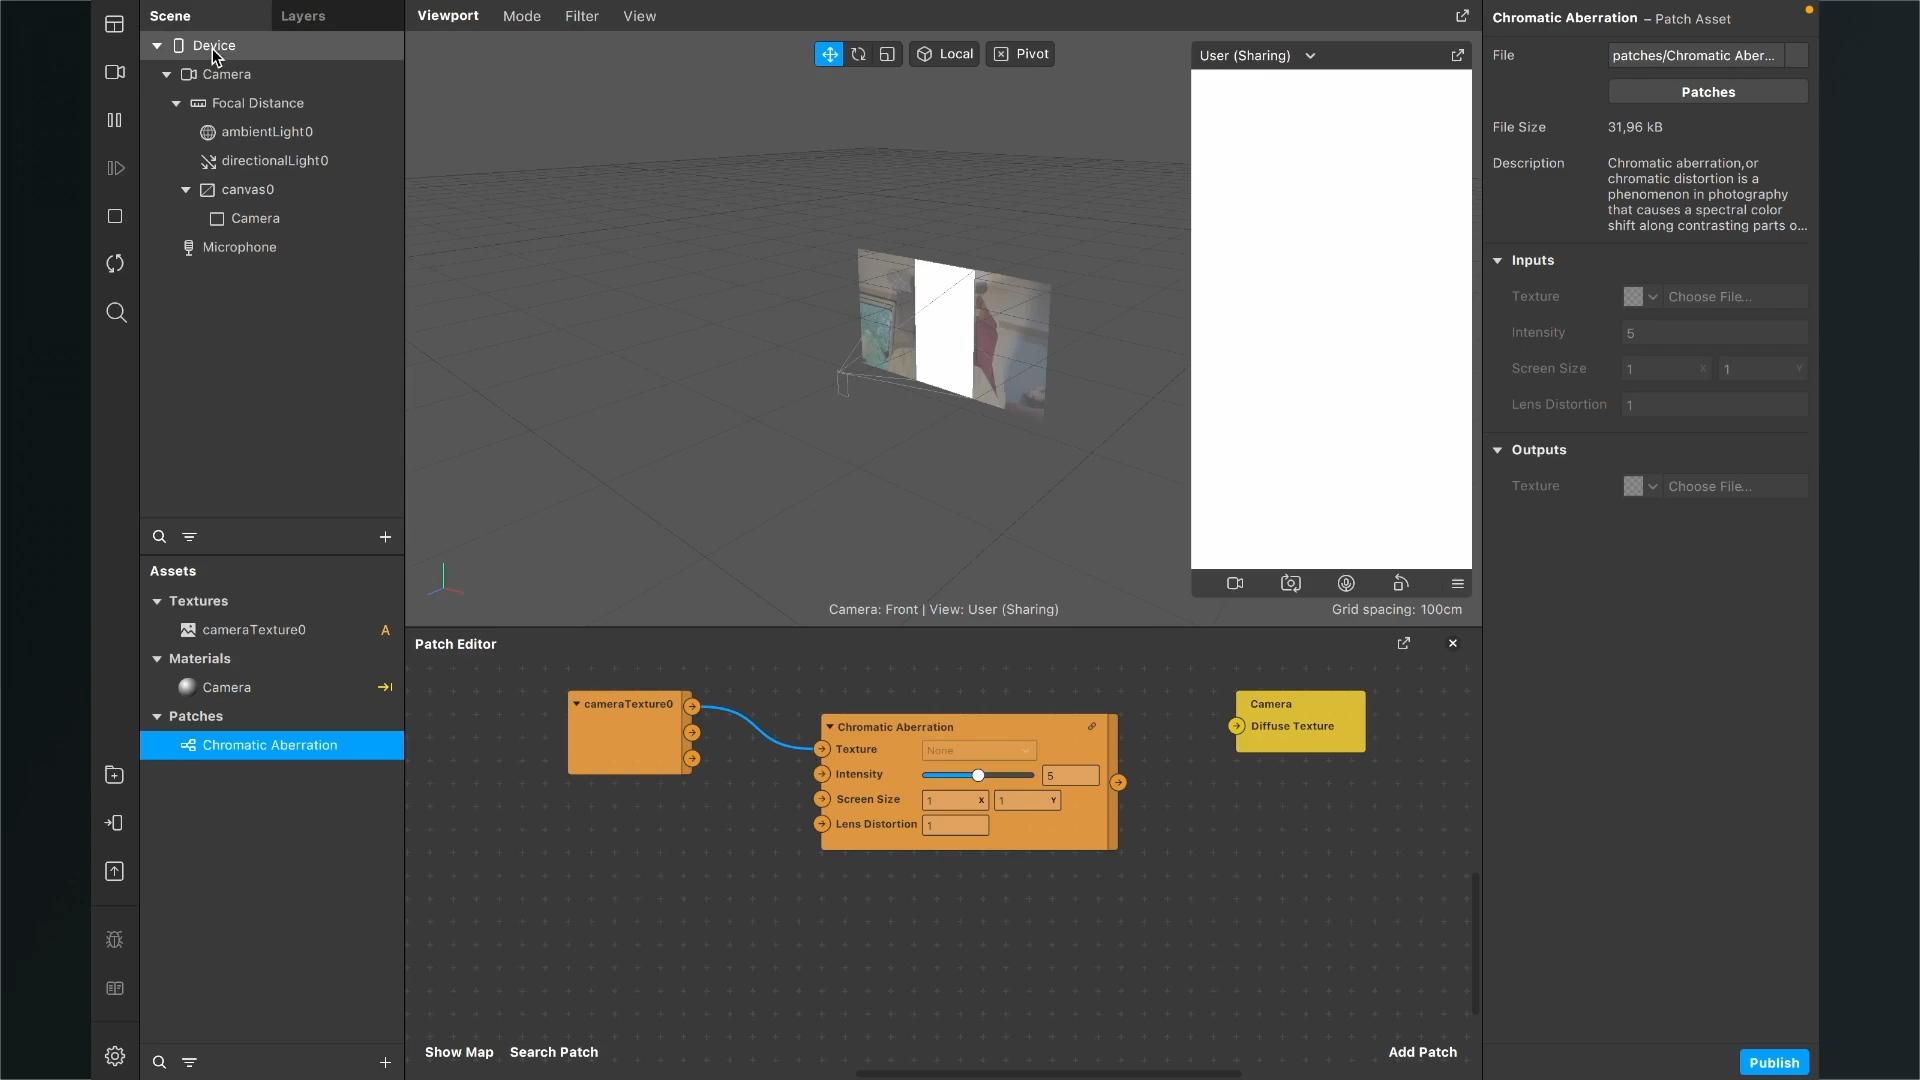 Scene
Layers
Device
Camera
Focal Distance
ambientLight0
directionalLight0
canvas0
Camera
Microphone
Assets
Textures
cameraTexture0
A
Materials
Camera
Patches
Chromatic Aberration
Viewport
Mode
Filter
View
Local
Pivot
User (Sharing)
Camera: Front | View: User (Sharing)
Grid spacing: 100cm
Patch Editor
cameraTexture0
Chromatic Aberration
Texture
None
Intensity
5
Screen Size
1
X
1
Y
Lens Distortion
1
Camera
Diffuse Texture
Show Map
Search Patch
Add Patch
Chromatic Aberration – Patch Asset
File
patches/Chromatic Aber...
Patches
File Size
31,96 kB
Description
Chromatic aberration,or
chromatic distortion is a
phenomenon in photography
that causes a spectral color
shift along contrasting parts o...
Inputs
Texture
Choose File...
Intensity
5
Screen Size
1
X
1
Y
Lens Distortion
1
Outputs
Texture
Choose File...
Publish